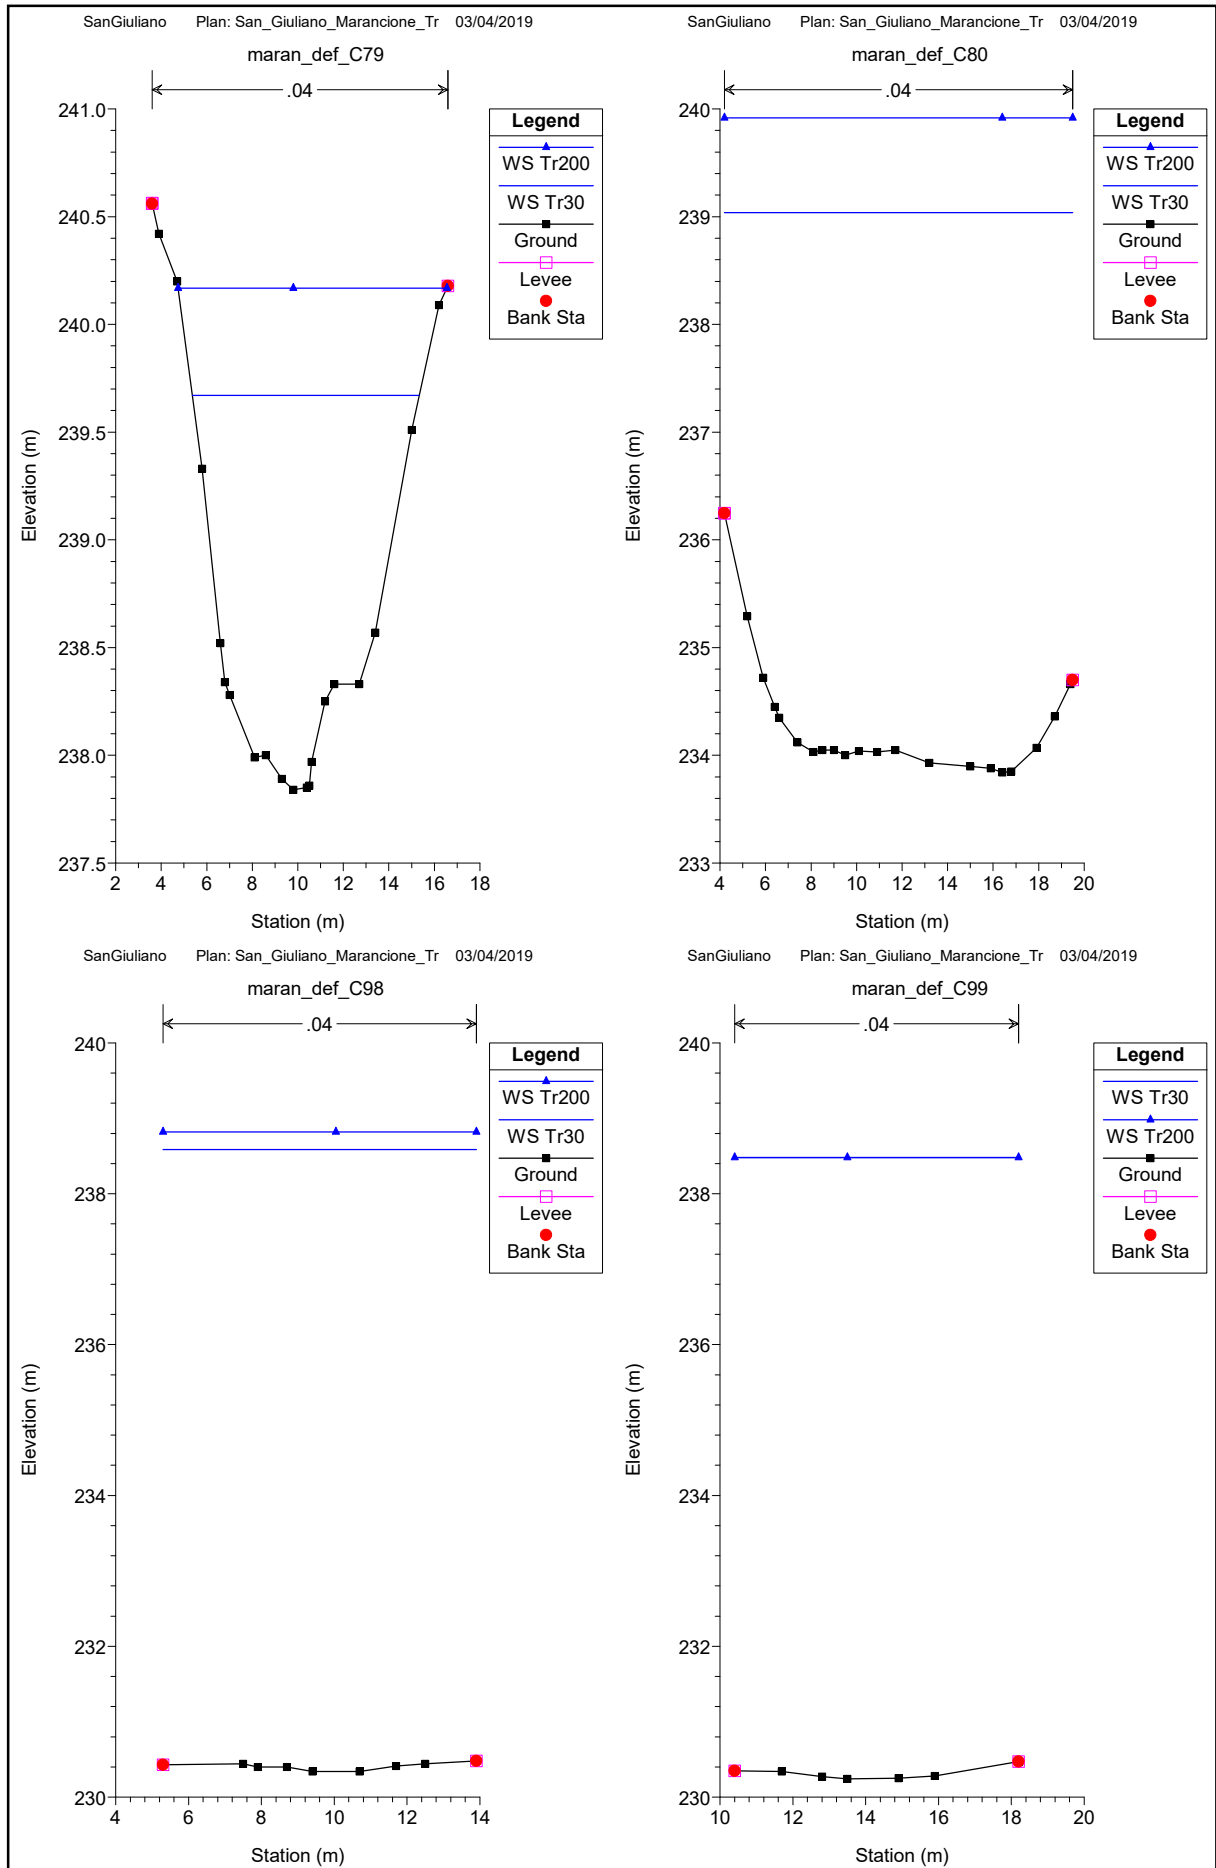 SanGiuliano Plan: San_Giuliano_Marancione_Tr 03/04/2019
maran_def_C79
.04
241.0
240.5
240.0
239.5
239.0
238.5
238.0
237.5
Elevation (m)
2 4 6 8 10 12 14 16 18
Station (m)
Legend
WS Tr200
WS Tr30
Ground
Levee
Bank Sta
SanGiuliano Plan: San_Giuliano_Marancione_Tr 03/04/2019
maran_def_C80
.04
240
239
238
237
236
235
234
233
Elevation (m)
4 6 8 10 12 14 16 18 20
Station (m)
Legend
WS Tr200
WS Tr30
Ground
Levee
Bank Sta
SanGiuliano Plan: San_Giuliano_Marancione_Tr 03/04/2019
maran_def_C98
.04
240
238
236
234
232
230
Elevation (m)
4 6 8 10 12 14
Station (m)
Legend
WS Tr200
WS Tr30
Ground
Levee
Bank Sta
SanGiuliano Plan: San_Giuliano_Marancione_Tr 03/04/2019
maran_def_C99
.04
240
238
236
234
232
230
Elevation (m)
10 12 14 16 18 20
Station (m)
Legend
WS Tr30
WS Tr200
Ground
Levee
Bank Sta